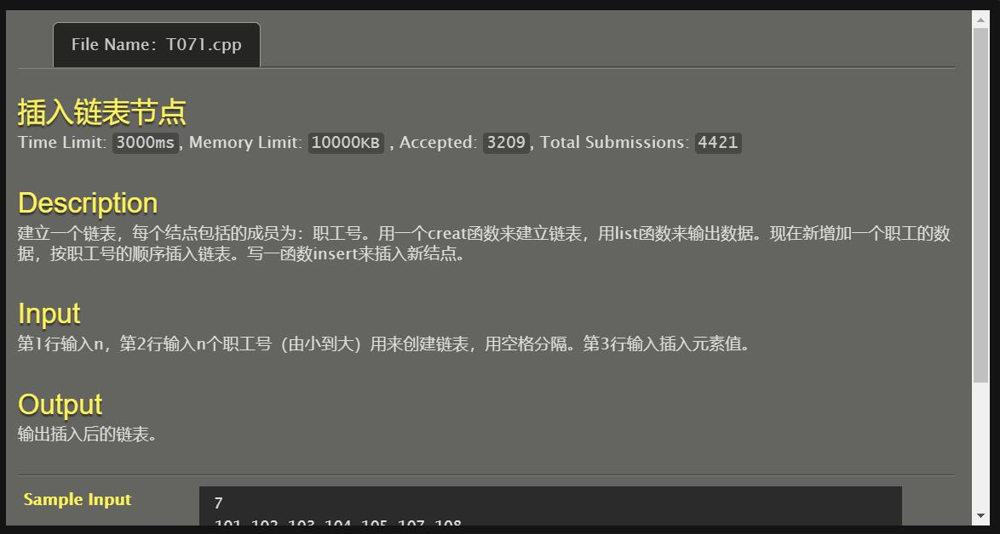 File Name：T071.cpp
插入链表节点
Time Limit: 3000ms, Memory Limit: 10000KB , Accepted: 3209, Total Submissions: 4421
Description
建立一个链表，每个结点包括的成员为：职工号。用一个creat函数来建立链表，用list函数来输出数据。现在新增加一个职工的数
据，按职工号的顺序插入链表。写一函数insert来插入新结点。
Input
第1行输入n，第2行输入n个职工号（由小到大）用来创建链表，用空格分隔。第3行输入插入元素值。
Output
输出插入后的链表。
Sample Input
7
101 102 103 104 105 107 108